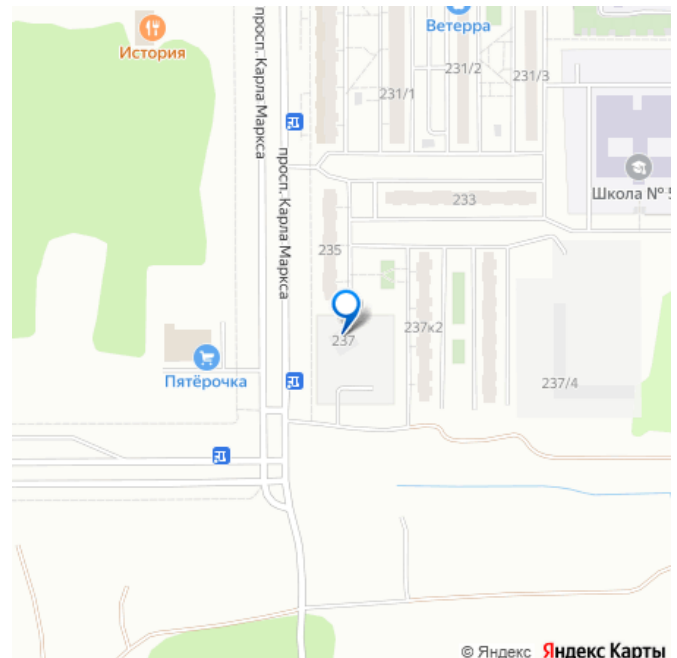 История
Ветерра
просп. Карла Маркса
просп. Карла Маркса
231/1
231/2
231/3
Школа № 5
233
235
237
237к2
237/4
Пятёрочка
© Яндекс Яндекс Карты